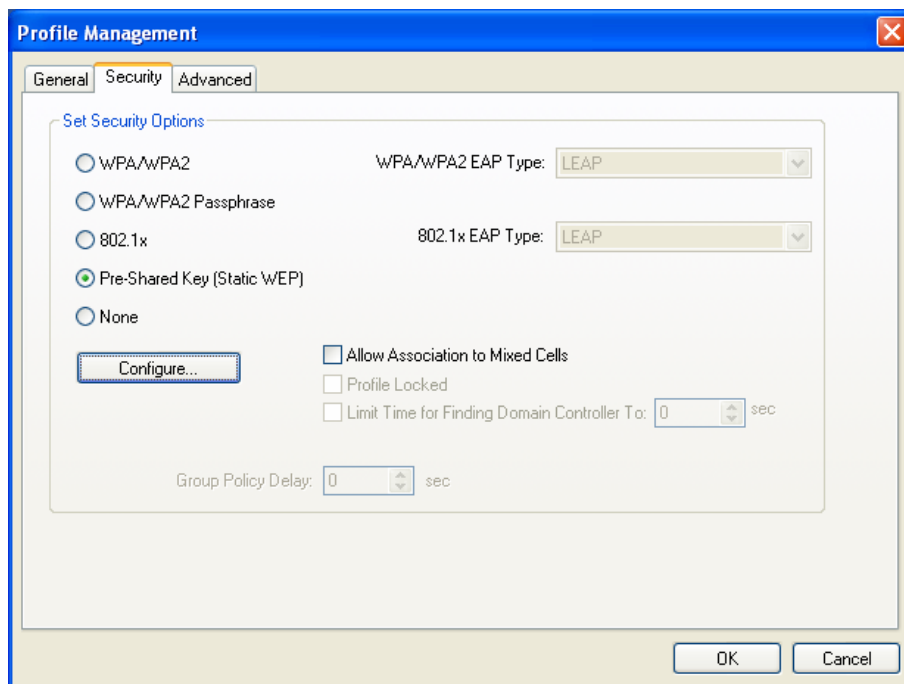 Profile Management
General Security Advanced
Set Security Options
WPA/WPA2 WPA/WPA2 EAP Type: LEAP
WPA/WPA2 Passphrase
802.1x 802.1x EAP Type: LEAP
Pre-Shared Key (Static WEP)
None
Configure... Allow Association to Mixed Cells
Profile Locked
Limit Time for Finding Domain Controller To: 0 sec
Group Policy Delay: 0 sec
OK Cancel